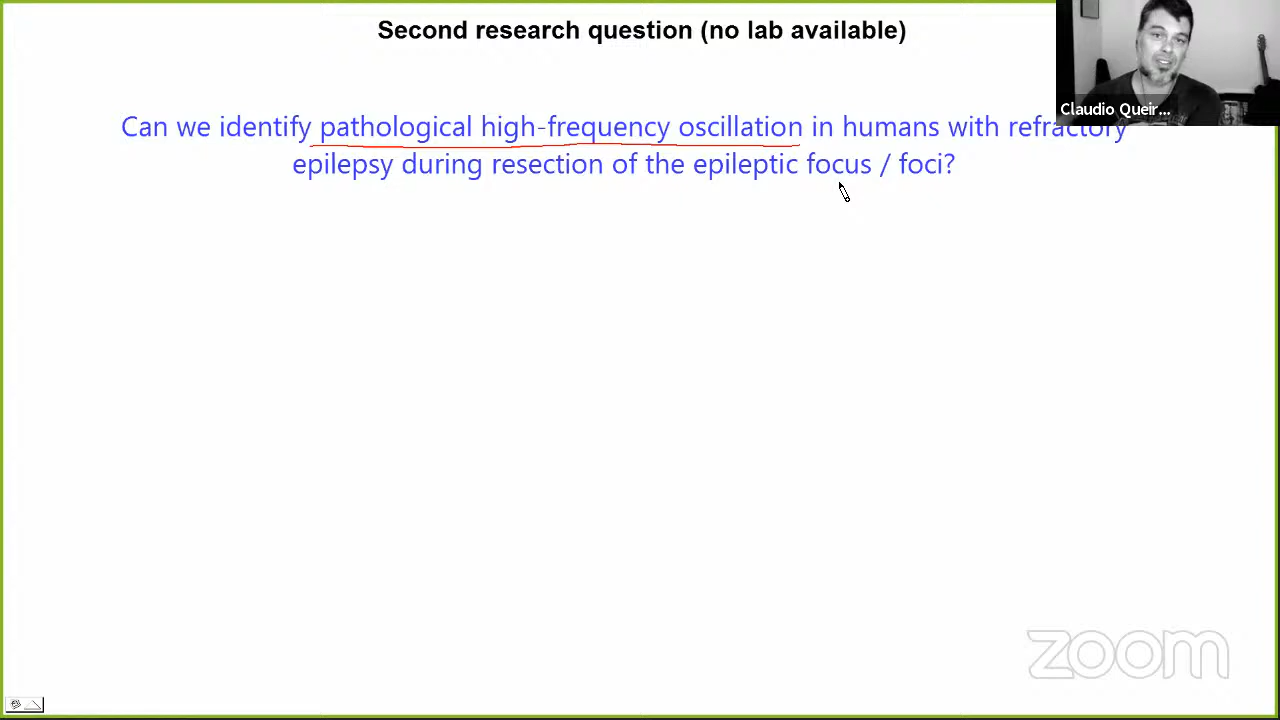 Second research question (no lab available)
Claudio Queir...
Can we identify pathological high-frequency oscillation in humans with refractory
epilepsy during resection of the epileptic focus / foci?
zoom